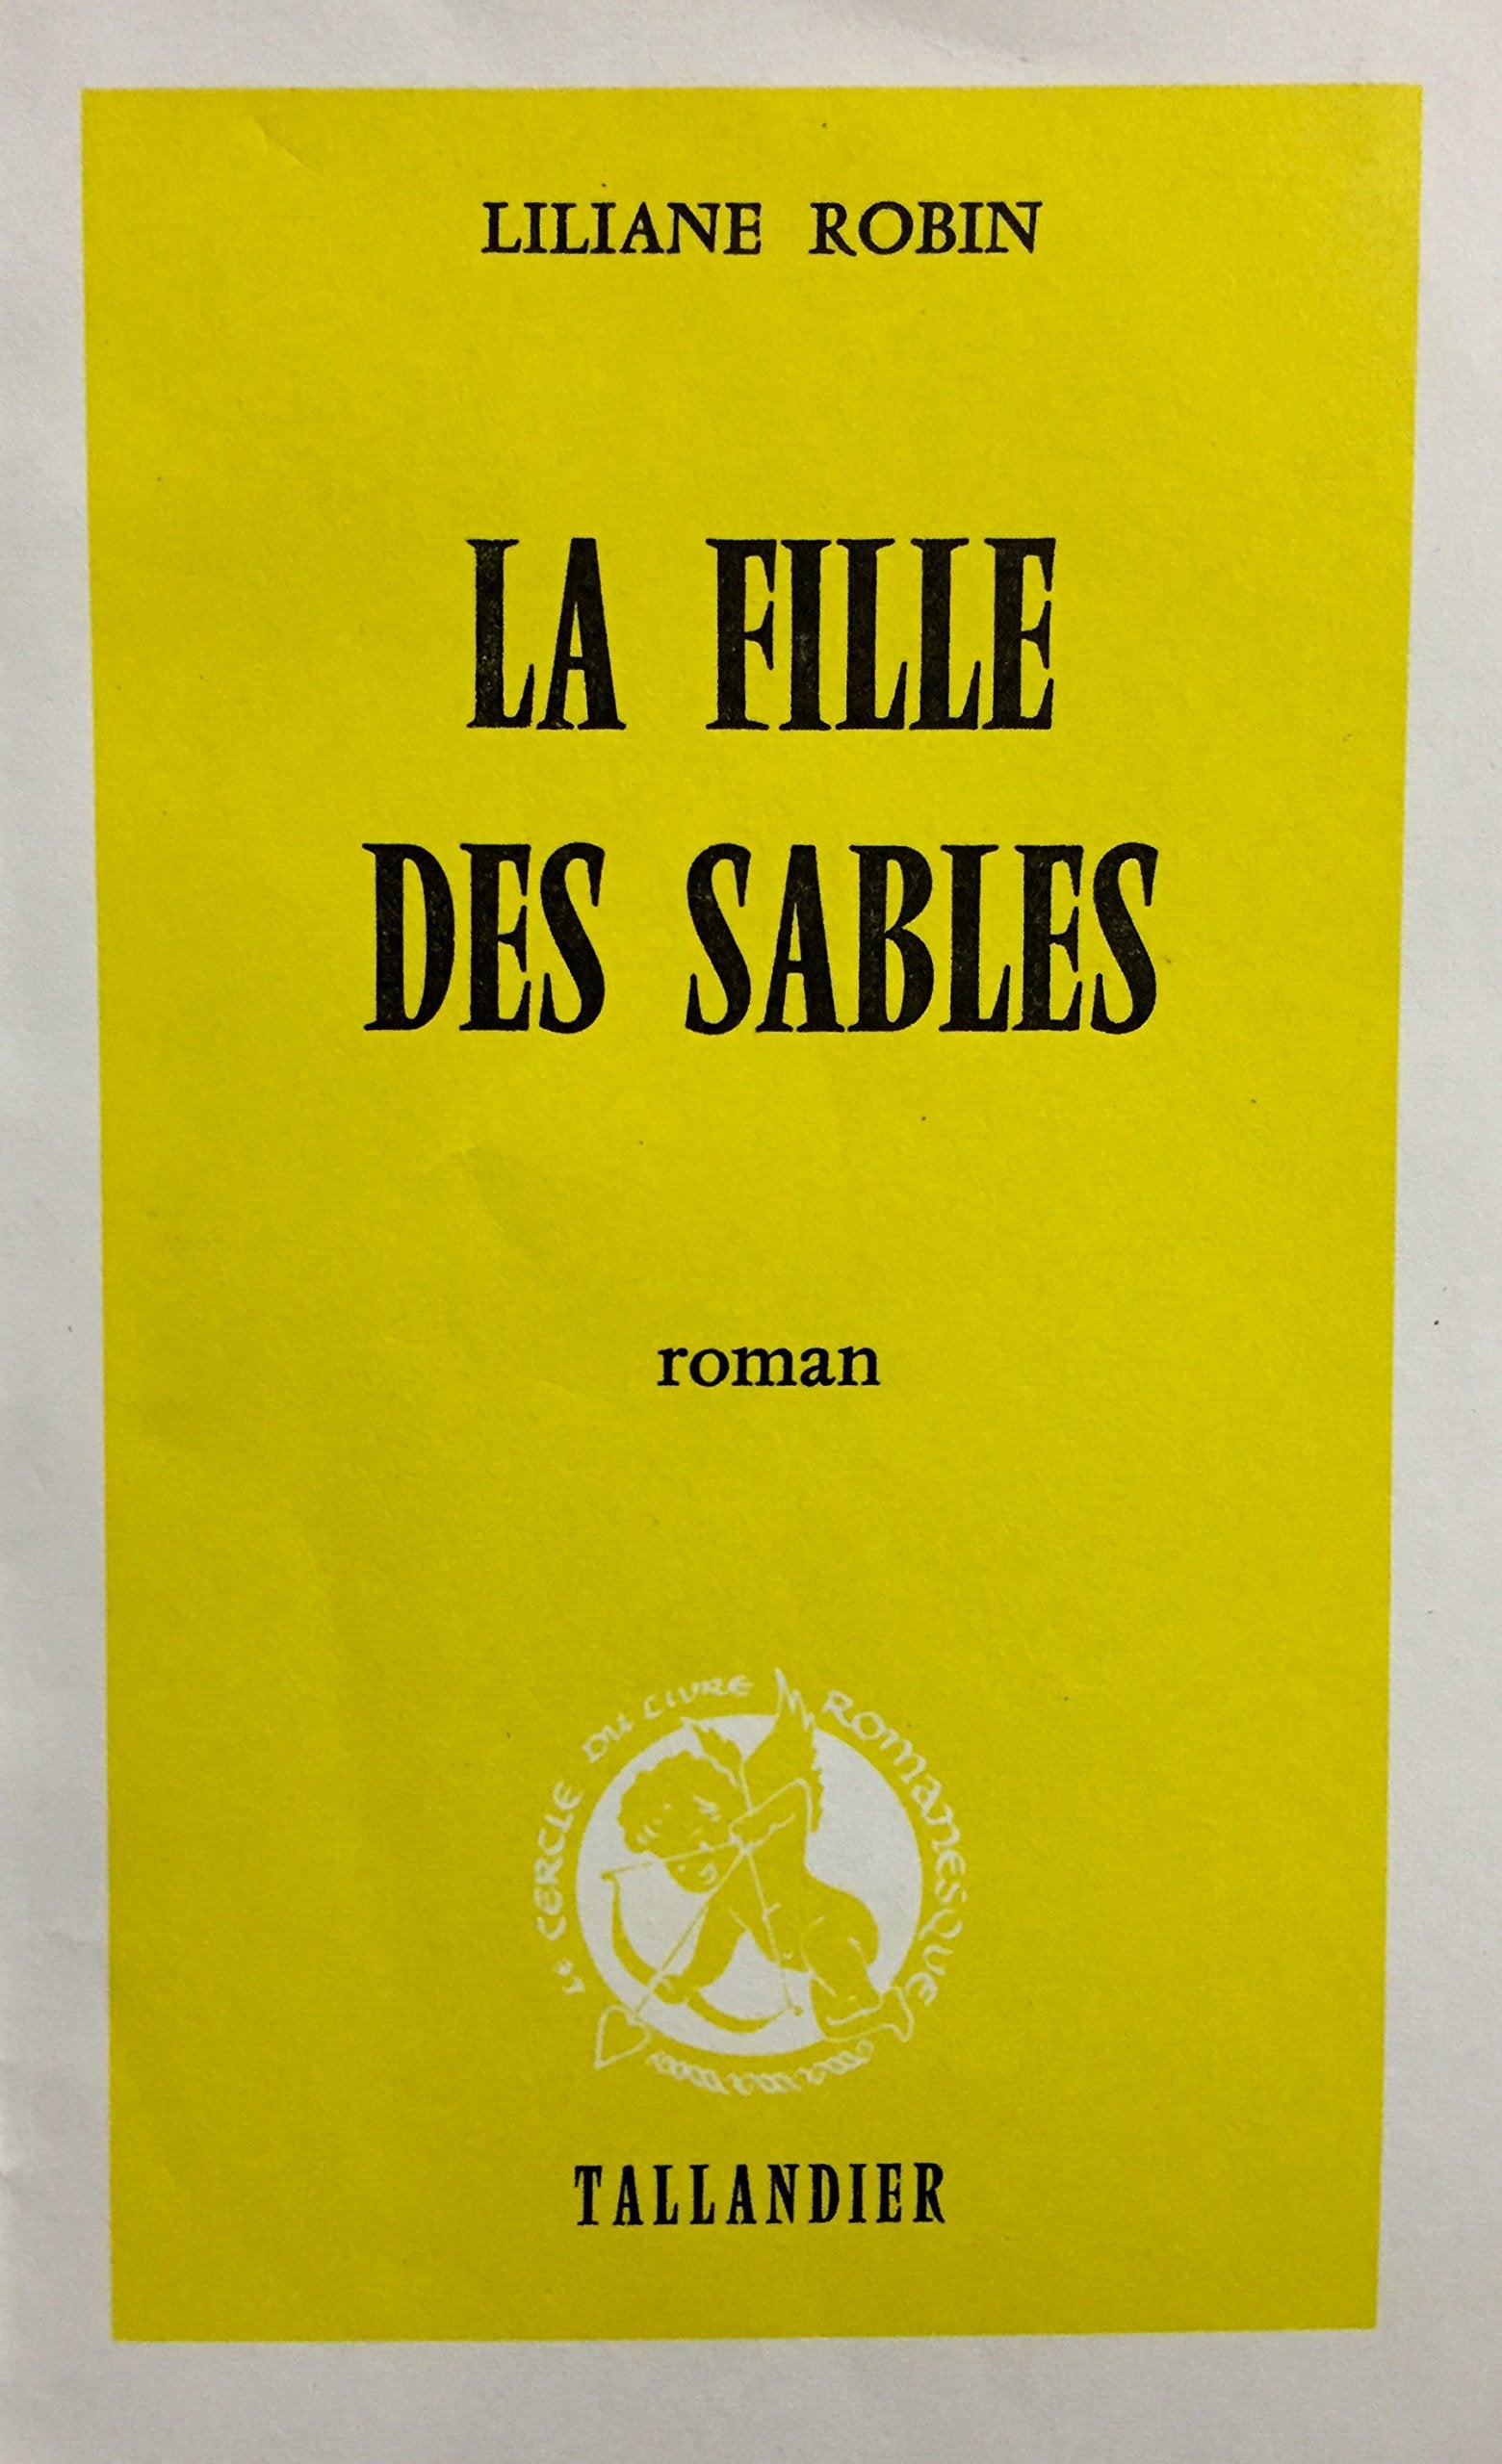 LILIANE ROBIN
LA FILLE
DES SABLES
roman
Le CERCLE DU LIVRE ROMANESQUE
TALLANDIER